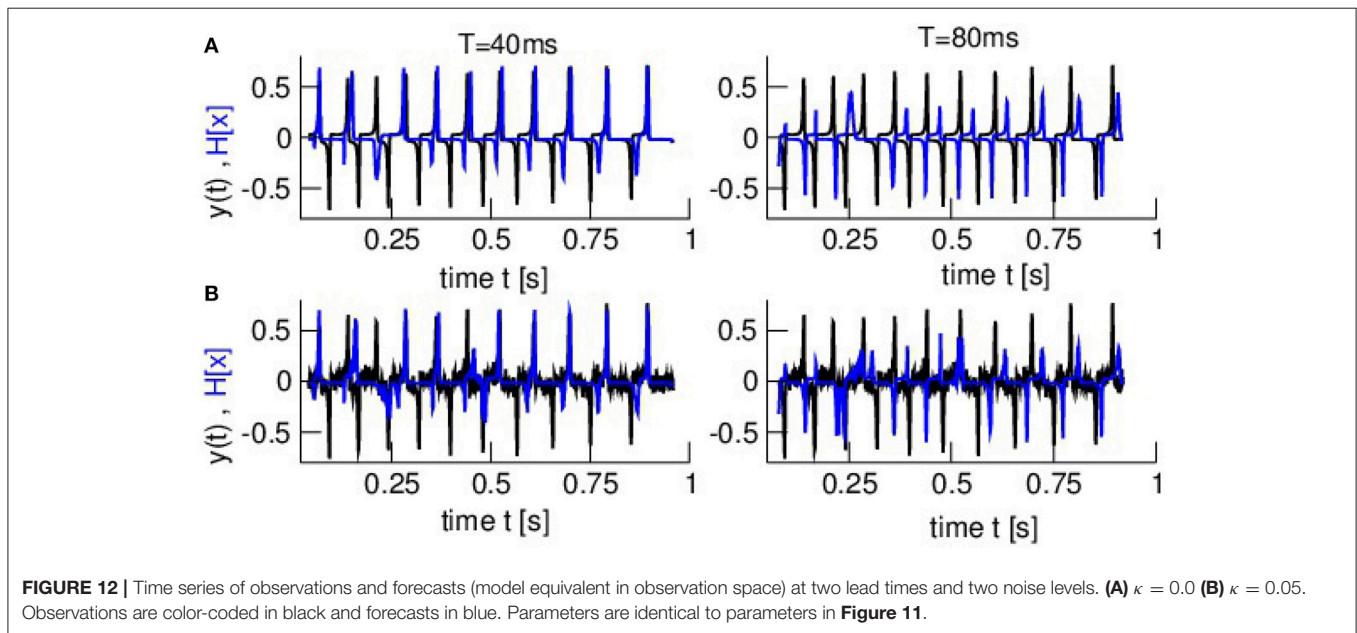 A
T=40ms
T=80ms
y(t) , H[x]
0.5
0
-0.5
0.25
0.5
0.75
1
time t [s]
0.5
0
-0.5
0.25
0.5
0.75
1
time t [s]
B
y(t) , H[x]
0.5
0
-0.5
0.25
0.5
0.75
1
time t [s]
0.5
0
-0.5
0.25
0.5
0.75
1
time t [s]
FIGURE 12 | Time series of observations and forecasts (model equivalent in observation space) at two lead times and two noise levels. (A) κ = 0.0 (B) κ = 0.05.
Observations are color-coded in black and forecasts in blue. Parameters are identical to parameters in Figure 11.